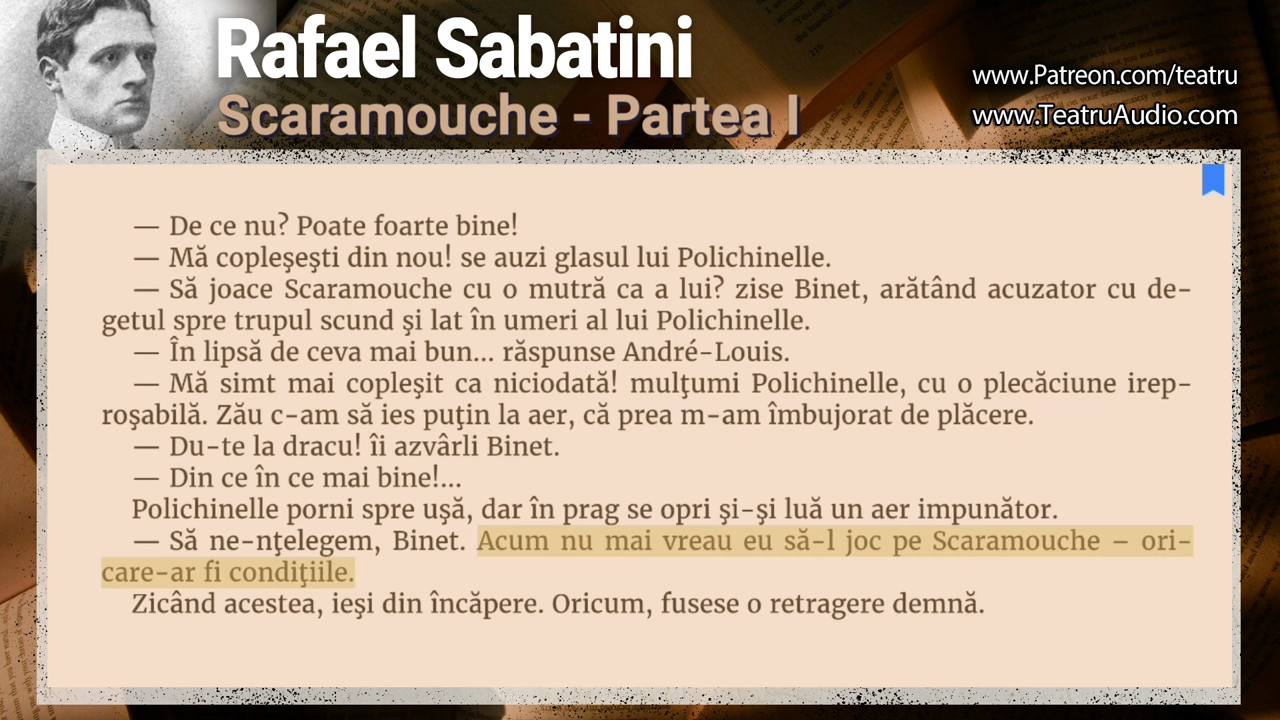 Rafael Sabatini
Scaramouche - Partea I
www.Patreon.com/teatru
www.TeatruAudio.com
— De ce nu? Poate foarte bine!
— Mă copleşeşti din nou! se auzi glasul lui Polichinelle.
— Să joace Scaramouche cu o mutră ca a lui? zise Binet, arătând acuzator cu de-
getul spre trupul scund şi lat în umeri al lui Polichinelle.
— În lipsă de ceva mai bun... răspunse André-Louis.
— Mă simt mai copleşit ca niciodată! mulţumi Polichinelle, cu o plecăciune irep-
roşabilă. Zău c-am să ies puţin la aer, că prea m-am îmbujorat de plăcere.
— Du-te la dracu! îi azvârli Binet.
— Din ce în ce mai bine!...
Polichinelle porni spre uşă, dar în prag se opri şi-şi luă un aer impunător.
— Să ne-nţelegem, Binet. Acum nu mai vreau eu să-l joc pe Scaramouche – ori-
care-ar fi condiţiile.
Zicând acestea, ieşi din încăpere. Oricum, fusese o retragere demnă.